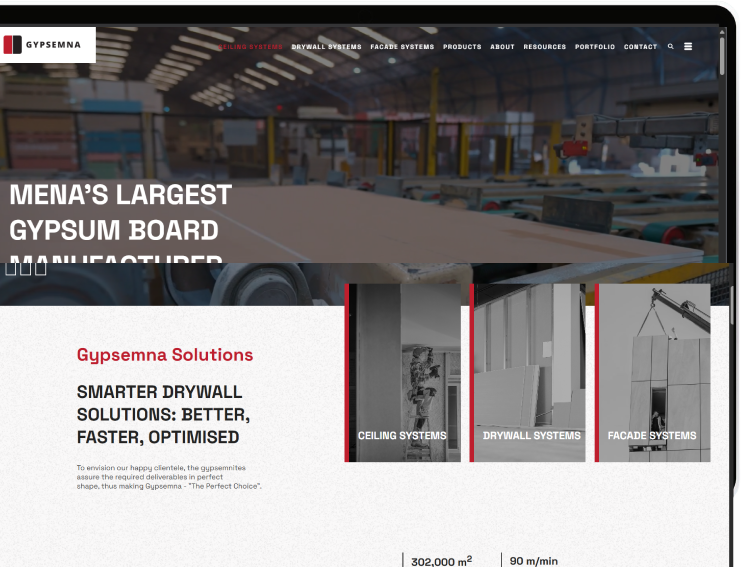 GYPSEMNA
CEILING SYSTEMS DRYWALL SYSTEMS FACADE SYSTEMS PRODUCTS ABOUT RESOURCES PORTFOLIO CONTACT
MENA'S LARGEST
GYPSUM BOARD
MANUFACTURER
Gypsemna Solutions
SMARTER DRYWALL
SOLUTIONS: BETTER,
FASTER, OPTIMISED
To envision our happy clientele, the gypsemnites
assure the required deliverables in perfect
shape, thus making Gypsemna - "The Perfect Choice".
CEILING SYSTEMS
DRYWALL SYSTEMS
FACADE SYSTEMS
302,000 m²
90 m/min